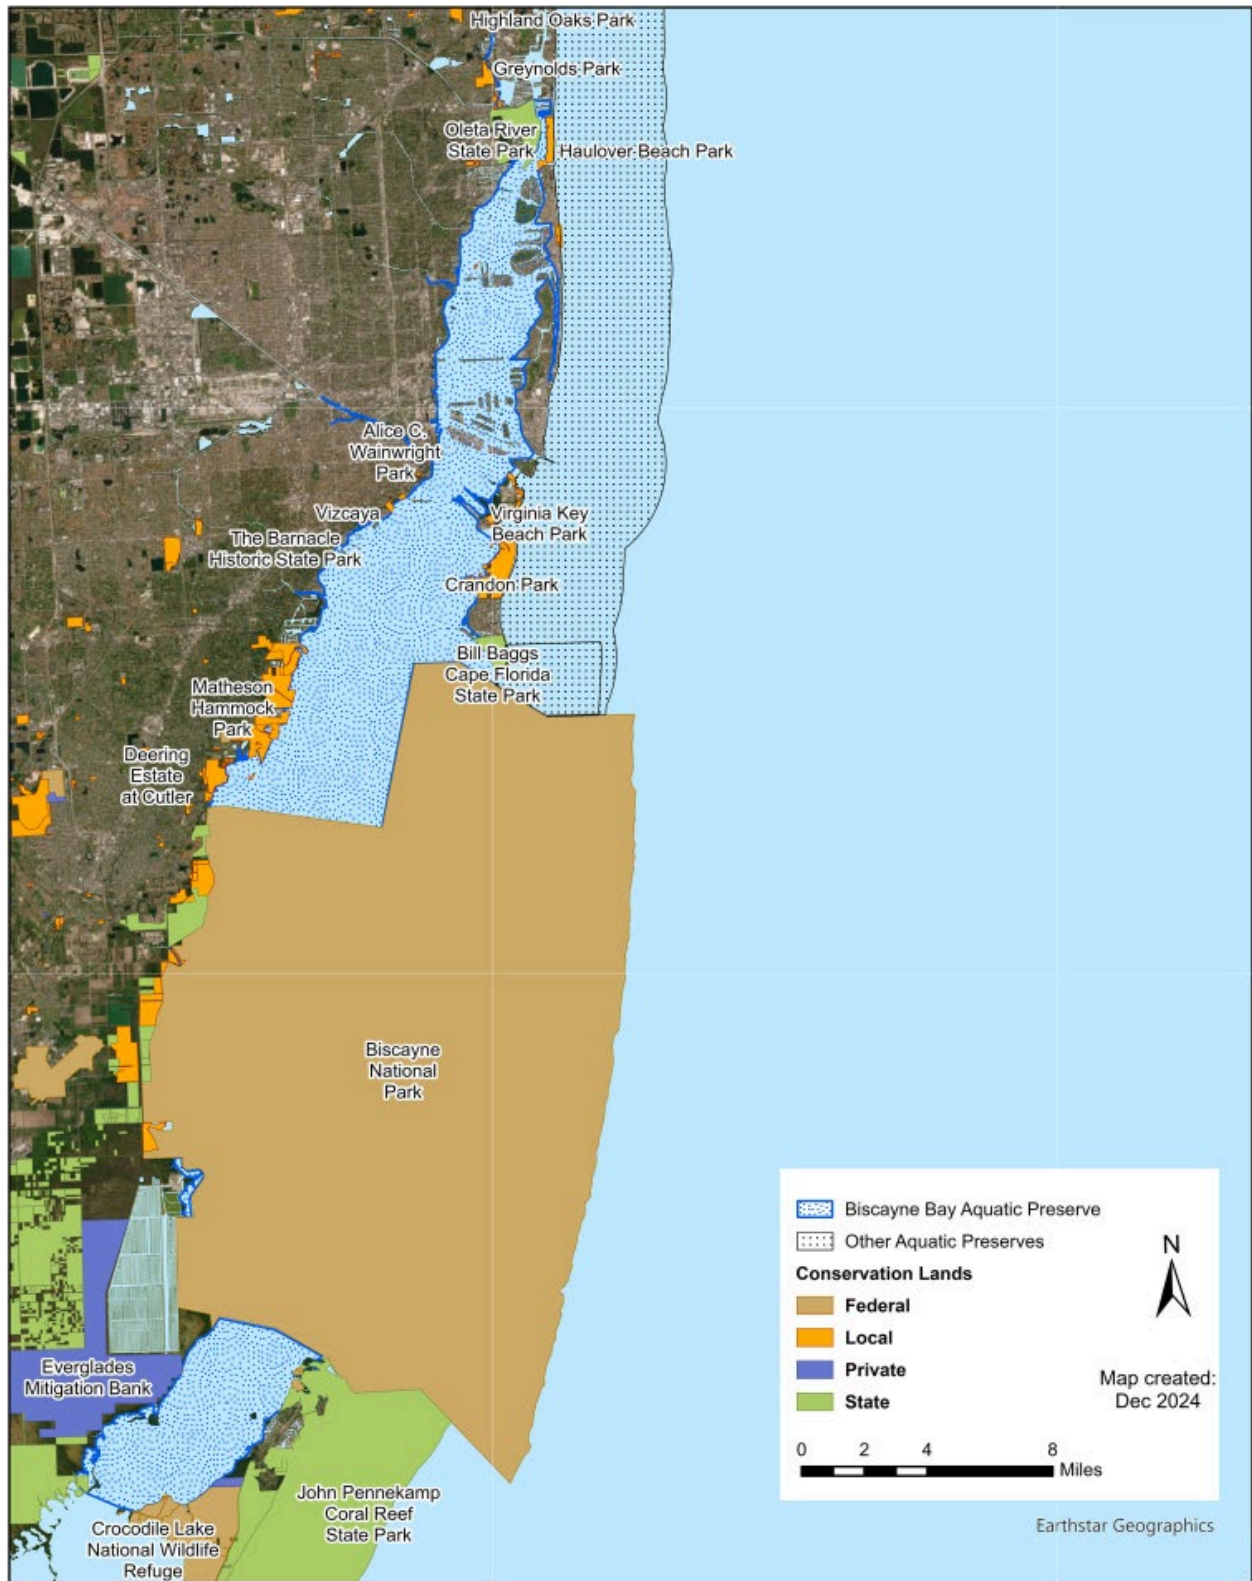 Highland Oaks Park
Greynolds Park
Oleta River
State Park
Haulover Beach Park
Alice C.
Wainwright
Park
Vizcaya
Virginia Key
Beach Park
The Barnacle
Historic State Park
Crandon Park
Bill Baggs
Cape Florida
State Park
Matheson
Hammock
Park
Deering
Estate
at Cutler
Biscayne
National
Park
Biscayne Bay Aquatic Preserve
Other Aquatic Preserves
Conservation Lands
Federal
Local
Private
State
N
Map created:
Dec 2024
0 2 4 8
Miles
Earthstar Geographics
Everglades
Mitigation Bank
John Pennekamp
Coral Reef
State Park
Crocodile Lake
National Wildlife
Refuge